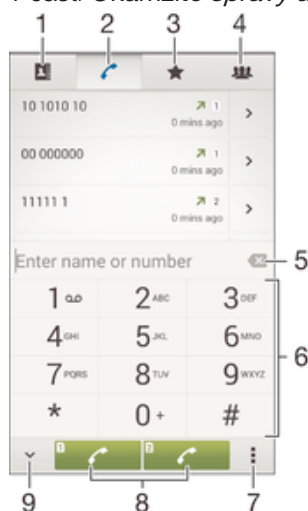 1 2 3 4
10 1010 10 1
0 mins ago
00 000000 1
0 mins ago
11111 1 2
0 mins ago
Enter name or number 5
1 2 ABC 3 DEF
4 GHI 5 JKL 6 MNO
6
7 PQRS 8 TUV 9 WXYZ
* 0 + #
1 2
9 8 7